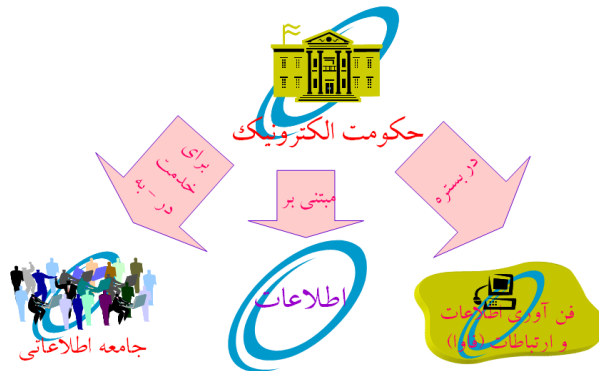 حکومت الکترونیک
در بستره
مبتنی بر
برای
خدمت
در - به
فن آوری اطلاعات
و ارتباطات (فاوا)
اطلاعات
جامعه اطلاعاتی